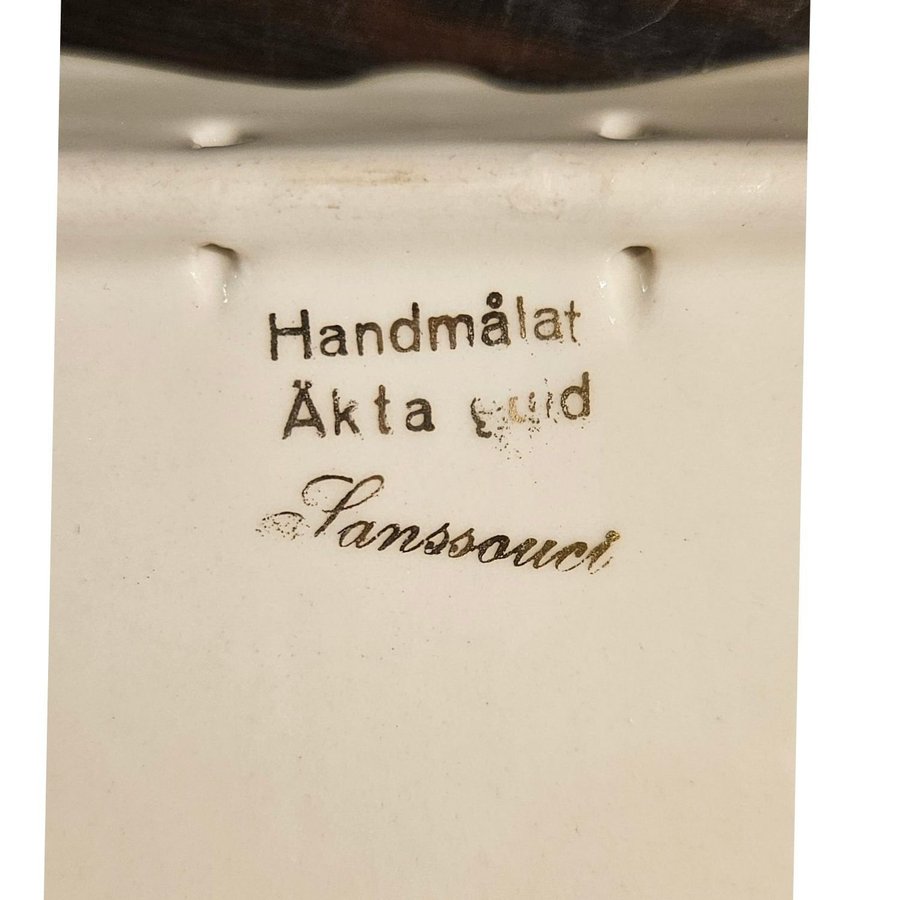 Handmålat
Äkta guld
Sanssouci